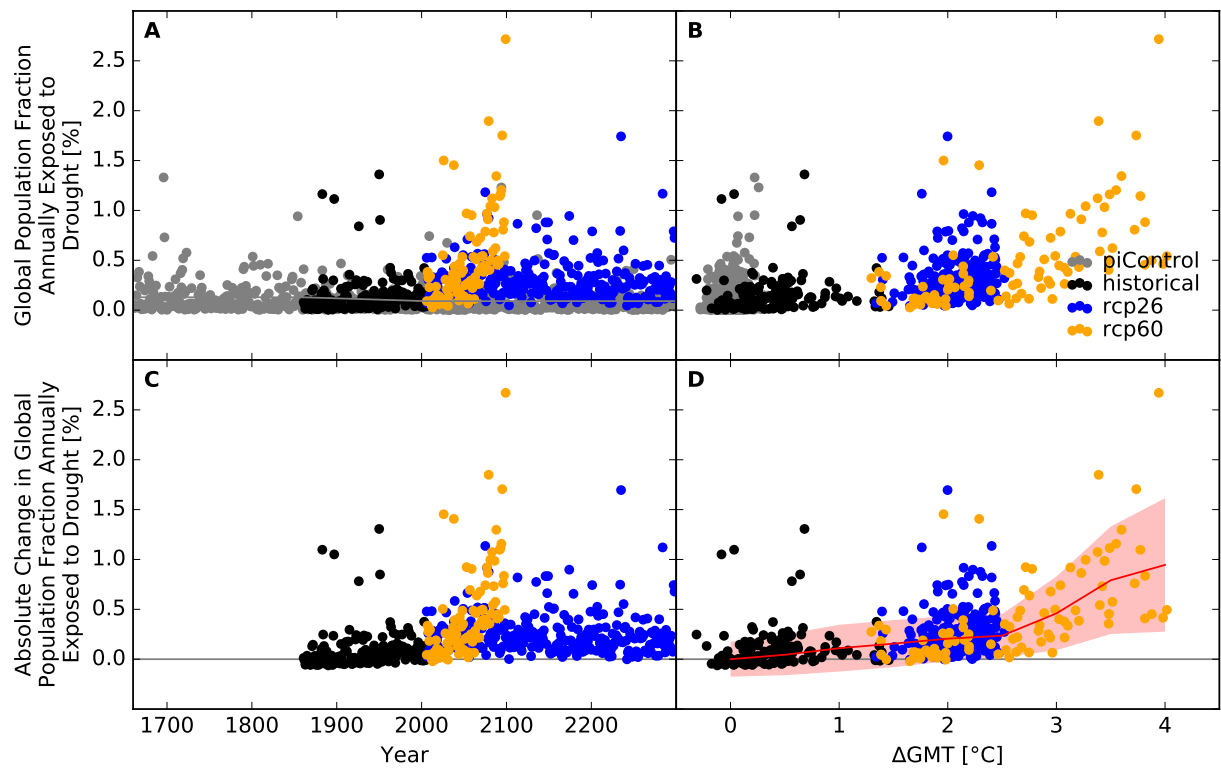 A
B
Global Population Fraction
Annually Exposed to
Drought [%]
2.5
2.0
1.5
1.0
0.5
0.0
piControl
historical
rcp26
rcp60
C
D
Absolute Change in Global
Population Fraction Annually
Exposed to Drought [%]
2.5
2.0
1.5
1.0
0.5
0.0
1700 1800 1900 2000 2100 2200
0 1 2 3 4
Year
ΔGMT [°C]